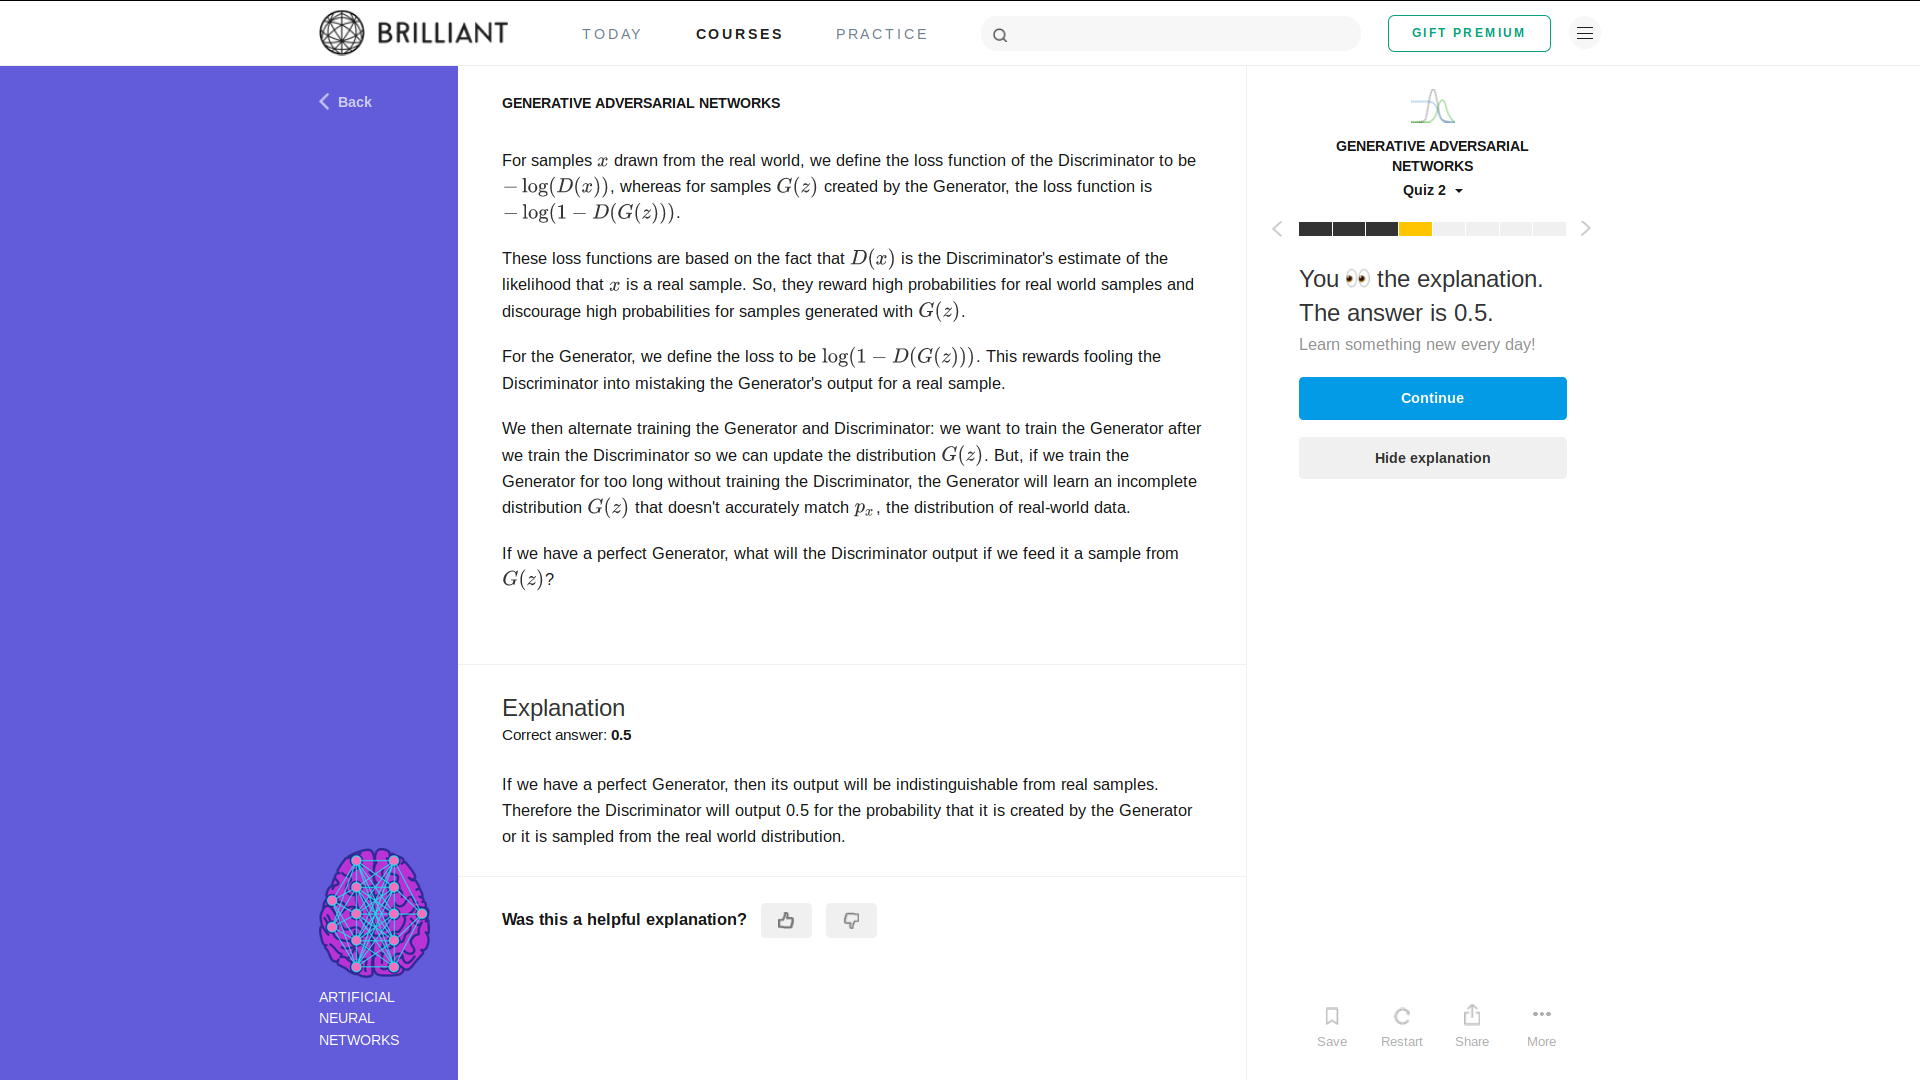 BRILLIANT
TODAY
COURSES
PRACTICE
GIFT PREMIUM
Back
GENERATIVE ADVERSARIAL NETWORKS
For samples x drawn from the real world, we define the loss function of the Discriminator to be
− log(D(x)), whereas for samples G(z) created by the Generator, the loss function is
− log(1 − D(G(z))).
These loss functions are based on the fact that D(x) is the Discriminator's estimate of the
likelihood that x is a real sample. So, they reward high probabilities for real world samples and
discourage high probabilities for samples generated with G(z).
For the Generator, we define the loss to be log(1 − D(G(z))). This rewards fooling the
Discriminator into mistaking the Generator's output for a real sample.
We then alternate training the Generator and Discriminator: we want to train the Generator after
we train the Discriminator so we can update the distribution G(z). But, if we train the
Generator for too long without training the Discriminator, the Generator will learn an incomplete
distribution G(z) that doesn't accurately match pₓ, the distribution of real-world data.
If we have a perfect Generator, what will the Discriminator output if we feed it a sample from
G(z)?
Explanation
Correct answer: 0.5
If we have a perfect Generator, then its output will be indistinguishable from real samples.
Therefore the Discriminator will output 0.5 for the probability that it is created by the Generator
or it is sampled from the real world distribution.
Was this a helpful explanation?
ARTIFICIAL
NEURAL
NETWORKS
GENERATIVE ADVERSARIAL
NETWORKS
Quiz 2
You 👀 the explanation.
The answer is 0.5.
Learn something new every day!
Continue
Hide explanation
Save
Restart
Share
More